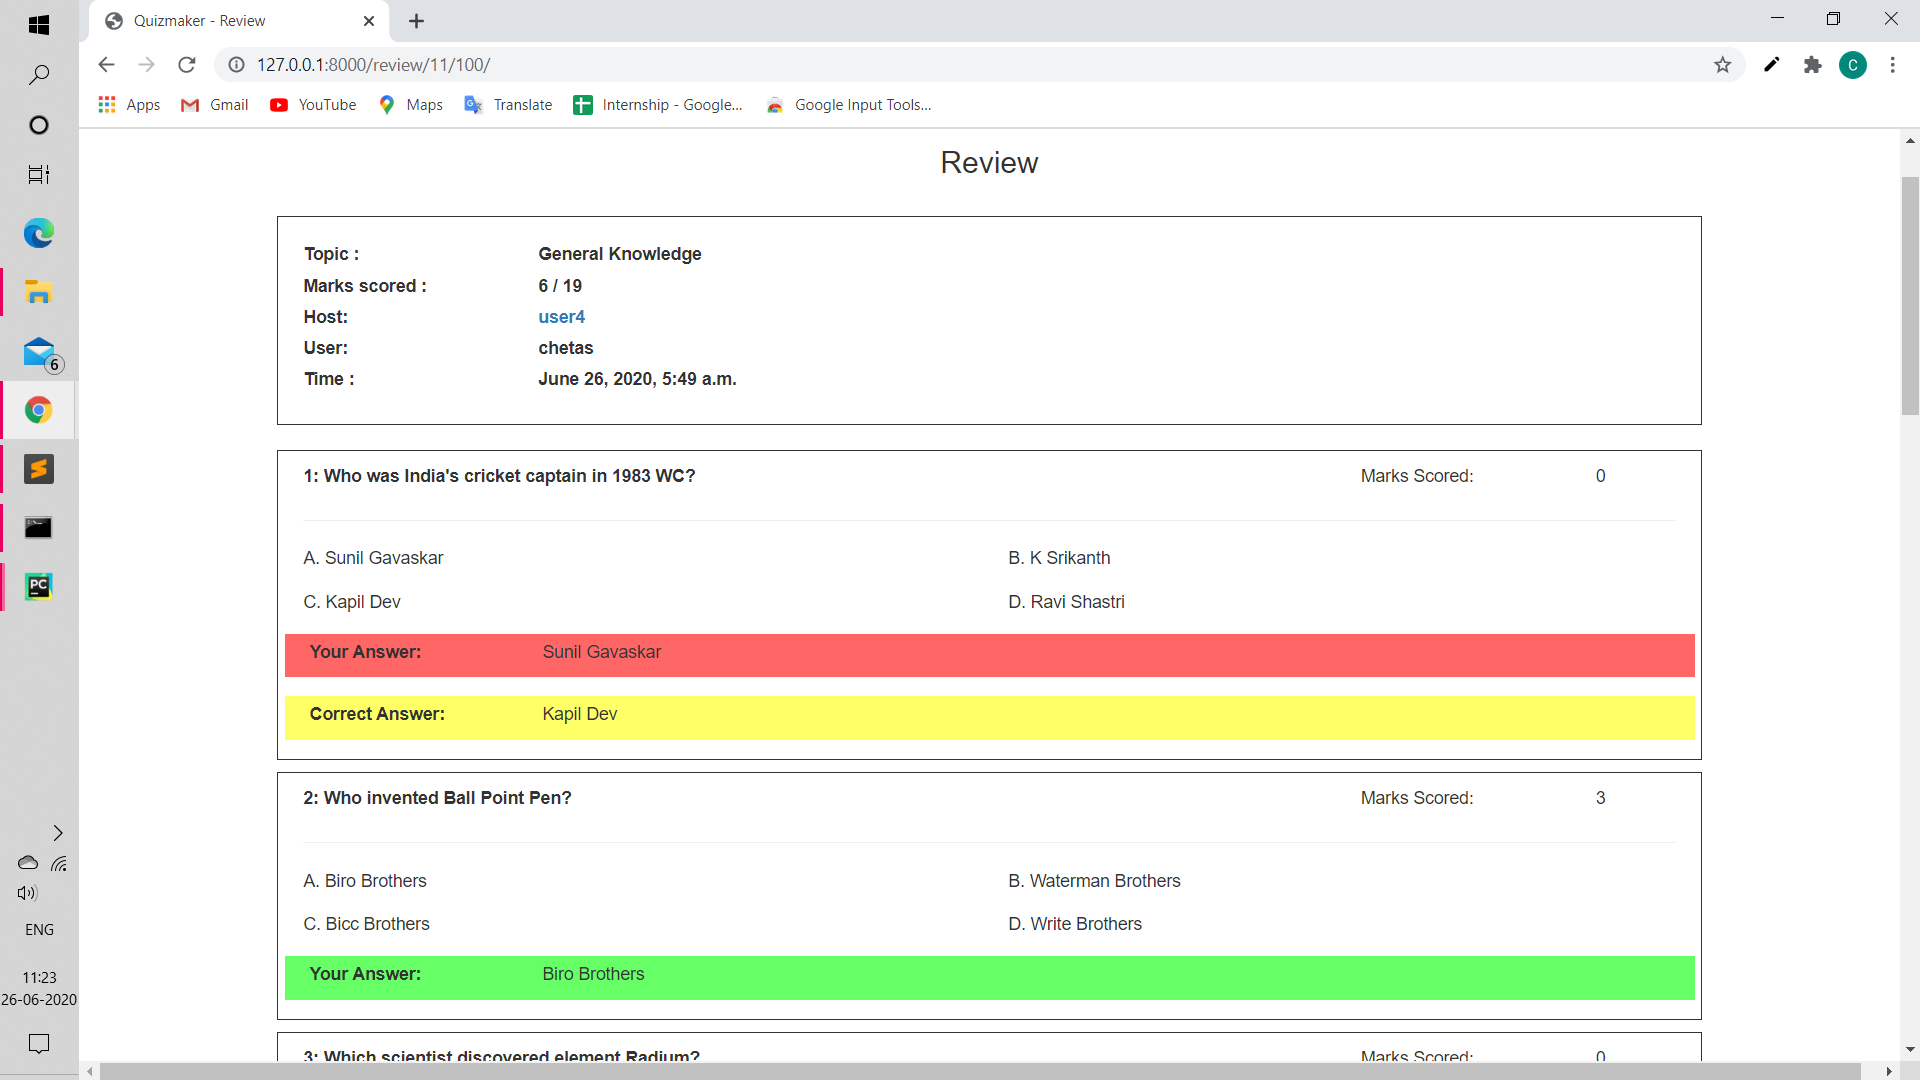 Quizmaker - Review
127.0.0.1:8000/review/11/100/
C
Apps Gmail YouTube Maps Translate Internship - Google... Google Input Tools...
Review
Topic : General Knowledge
Marks scored : 6 / 19
Host: user4
User: chetas
Time : June 26, 2020, 5:49 a.m.
1: Who was India's cricket captain in 1983 WC? Marks Scored: 0
A. Sunil Gavaskar B. K Srikanth
C. Kapil Dev D. Ravi Shastri
Your Answer: Sunil Gavaskar
Correct Answer: Kapil Dev
2: Who invented Ball Point Pen? Marks Scored: 3
A. Biro Brothers B. Waterman Brothers
C. Bicc Brothers D. Write Brothers
Your Answer: Biro Brothers
3: Which scientist discovered element Radium? Marks Scored: 0
6
PC
ENG
11:23
26-06-2020